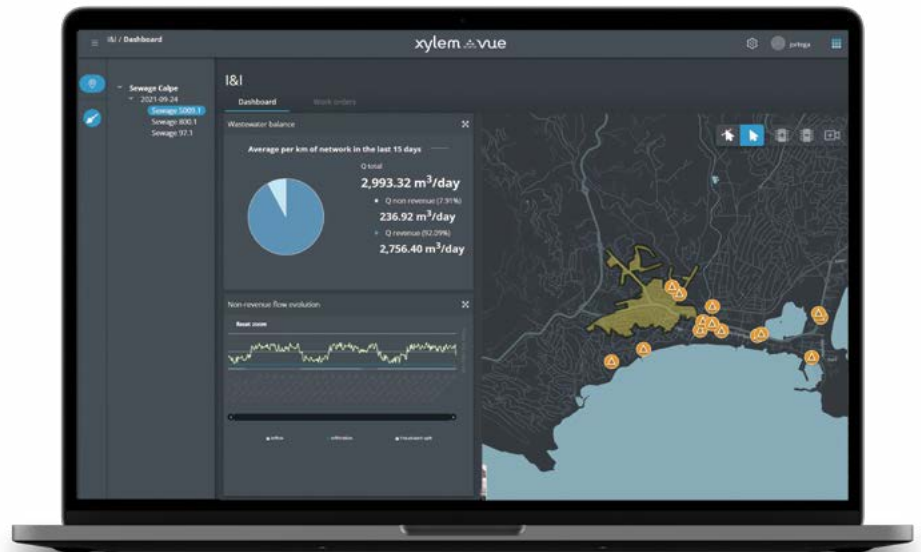 I&I / Dashboard
xylem vue
jortega
Sewage Calpe
2021-09-24
Sewage 5009.1
Sewage 800.1
Sewage 97.1
I&I
Dashboard
Work orders
Wastewater balance
Average per km of network in the last 15 days
Q total
2,993.32 m³/day
Q non revenue (7.91%)
236.92 m³/day
Q revenue (92.09%)
2,756.40 m³/day
Non-revenue flow evolution
Reset zoom
Inflow
Infiltration